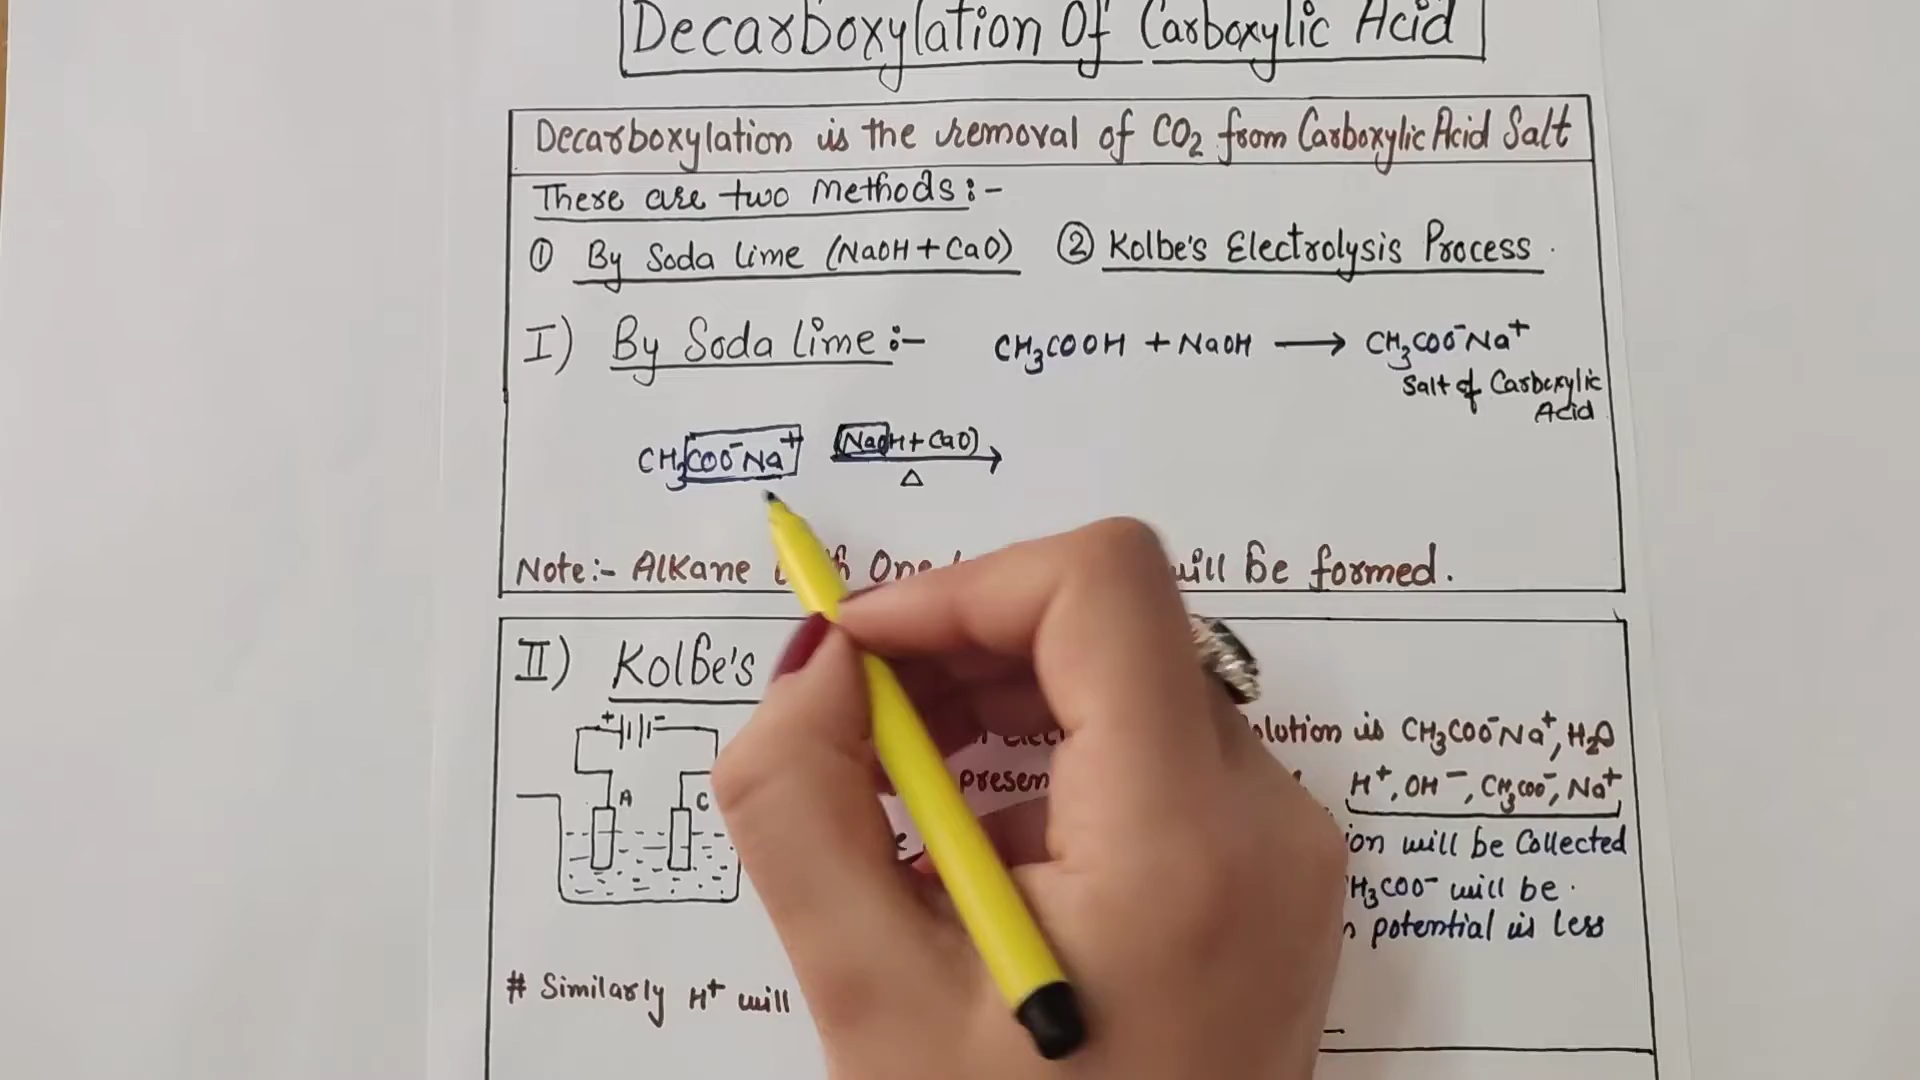 Decarboxylation Of Carboxylic Acid
Decarboxylation is the removal of CO₂ from Carboxylic Acid Salt
There are two Methods:-
① By Soda lime (NaOH+CaO) ② Kolbe's Electrolysis Process.
I) By Soda lime:- CH₃COOH + NaOH ⟶ CH₃COO⁻Na⁺
Salt of Carboxylic
Acid
CH₃COO⁻Na⁺ (NaOH+CaO)
Δ
Note:- Alkane One will be formed.
II) Kolbe's
+ -
A C
is CH₃COO⁻Na⁺, H₂O
H⁺, OH⁻, CH₃COO⁻, Na⁺
will be Collected
CH₃COO⁻ will be.
potential is less
# Similarly H⁺ will